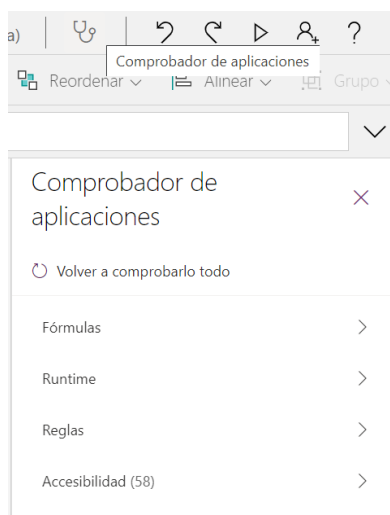 a)
?
Comprobador de aplicaciones
Reordenar
Alinear
Grupo
Comprobador de
aplicaciones
Volver a comprobarlo todo
Fórmulas
Runtime
Reglas
Accesibilidad (58)